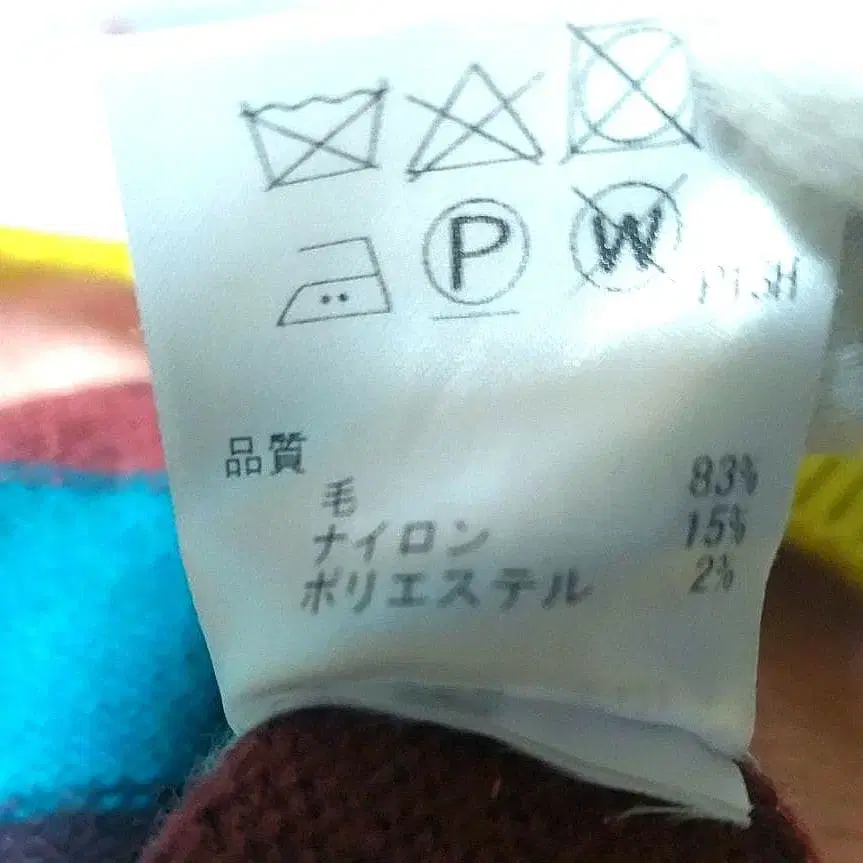 P W
品質
毛 83%
ナイロン 15%
ポリエステル 2%